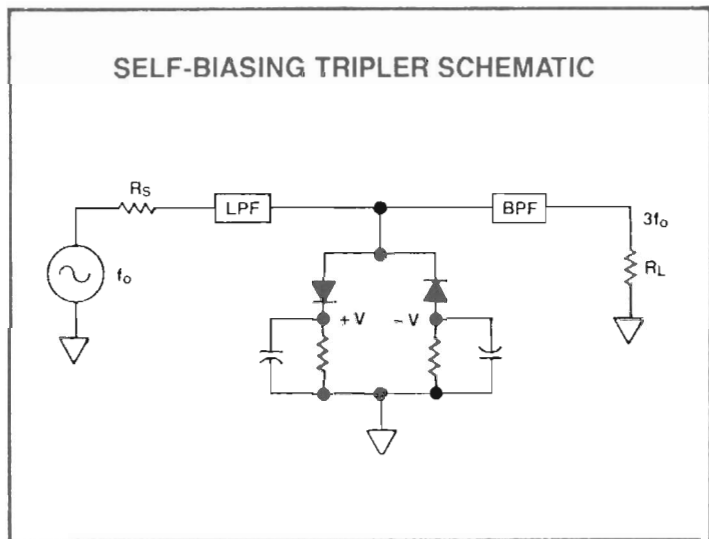 SELF-BIASING TRIPLER SCHEMATIC
RS
LPF
BPF
3fo
fo
RL
+V
−V